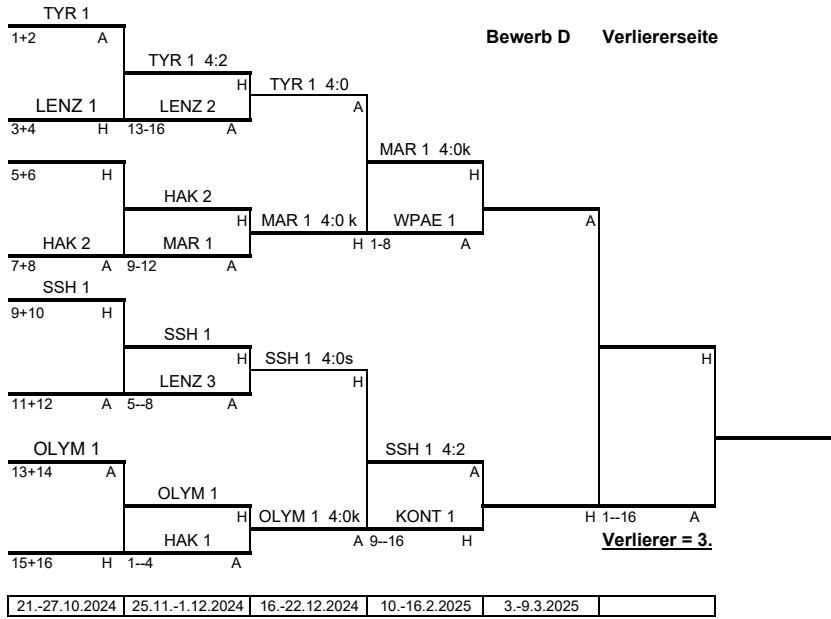 TYR 1
Bewerb D Verliererseite
1+2 A
TYR 1 4:2
H TYR 1 4:0
LENZ 1 LENZ 2 A
3+4 H 13-16 A
MAR 1 4:0k
5+6 H H
HAK 2
H MAR 1 4:0 k WPAE 1 A
HAK 2 MAR 1 H 1-8 A
7+8 A 9-12 A
SSH 1
9+10 H
SSH 1
H SSH 1 4:0s H
LENZ 3 H
11+12 A 5--8 A
OLYM 1 SSH 1 4:2
13+14 A A
OLYM 1
H OLYM 1 4:0k KONT 1 H 1--16 A
HAK 1 A 9--16 H Verlierer = 3.
15+16 H 1--4 A
21.-27.10.2024 25.11.-1.12.2024 16.-22.12.2024 10.-16.2.2025 3.-9.3.2025